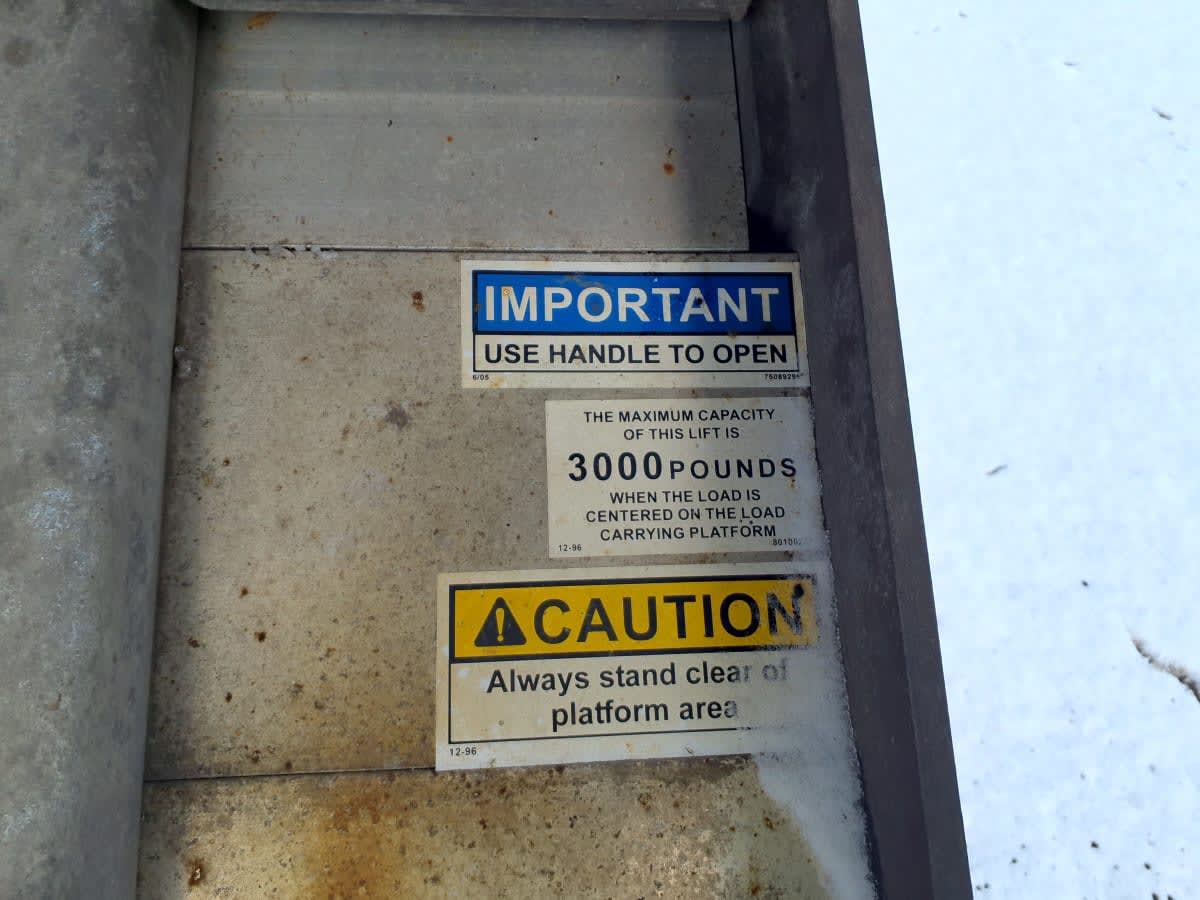 IMPORTANT
USE HANDLE TO OPEN
6/05
THE MAXIMUM CAPACITY
OF THIS LIFT IS
3000 POUNDS
WHEN THE LOAD IS
CENTERED ON THE LOAD
CARRYING PLATFORM
12-96
CAUTION
Always stand clear of
platform area
12-96